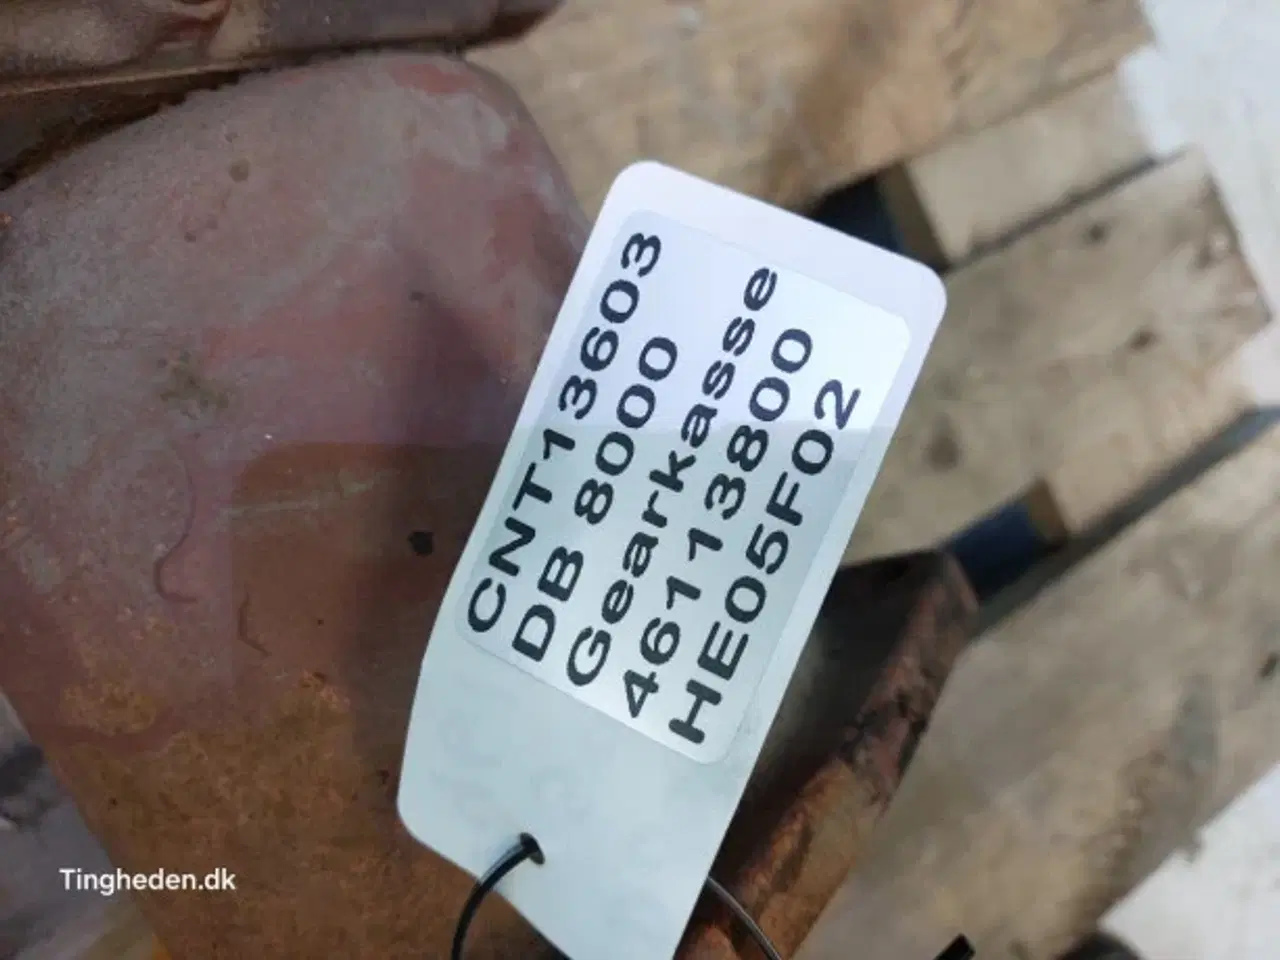 CNT13603
DB 8000
Gearkasse
46113800
HE05F02
Tingheden.dk